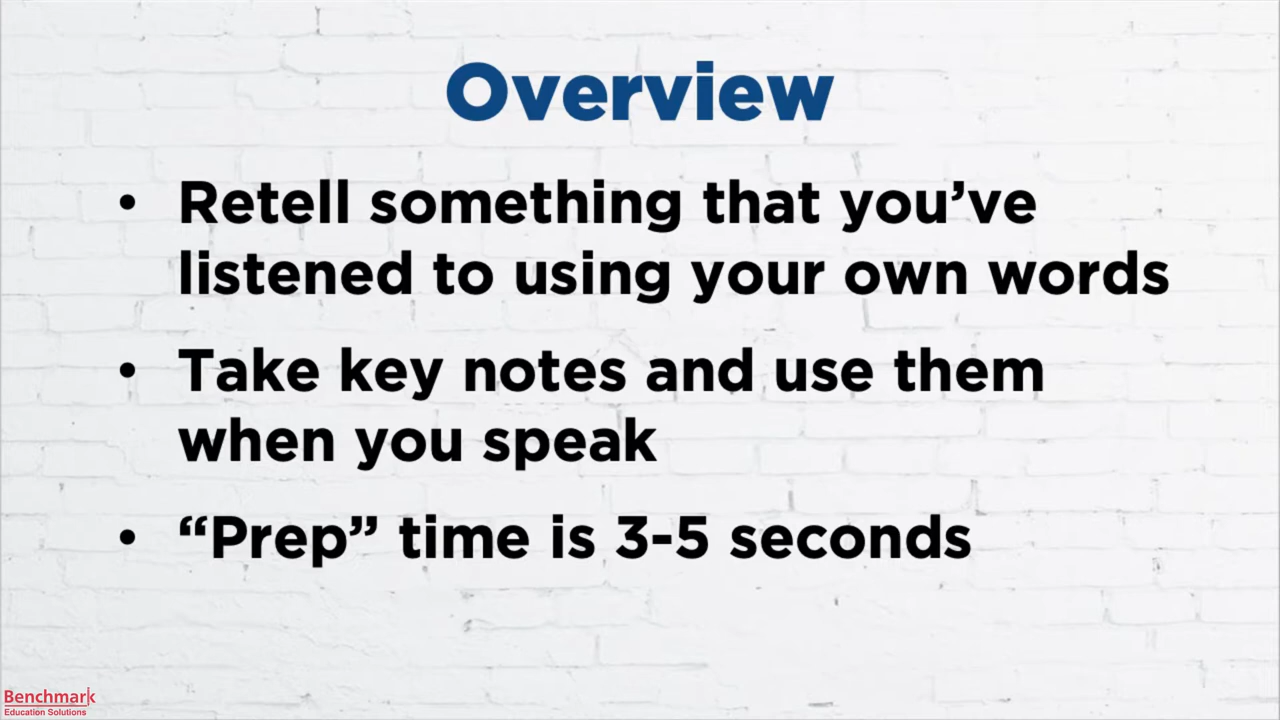 Overview
• Retell something that you’ve
listened to using your own words
• Take key notes and use them
when you speak
• “Prep” time is 3-5 seconds
Benchmark
Education Solutions